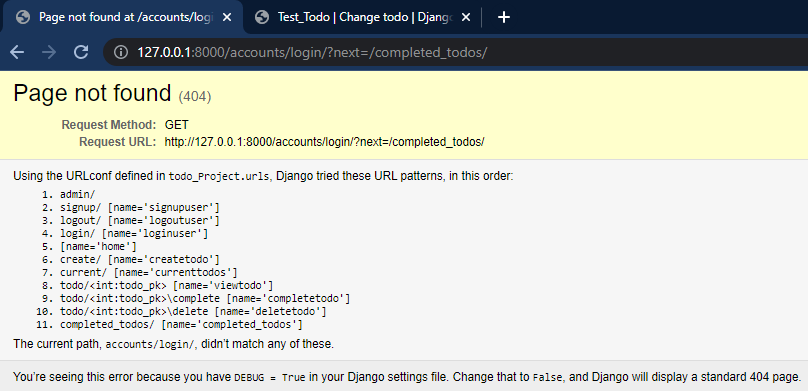 Page not found at /accounts/logi
Test_Todo | Change todo | Djang
127.0.0.1:8000/accounts/login/?next=/completed_todos/
Page not found (404)
Request Method: GET
Request URL: http://127.0.0.1:8000/accounts/login/?next=/completed_todos/
Using the URLconf defined in todo_Project.urls, Django tried these URL patterns, in this order:
1. admin/
2. signup/ [name='signupuser']
3. logout/ [name='logoutuser']
4. login/ [name='loginuser']
5. [name='home']
6. create/ [name='createtodo']
7. current/ [name='currenttodos']
8. todo/<int:todo_pk> [name='viewtodo']
9. todo/<int:todo_pk>\complete [name='completetodo']
10. todo/<int:todo_pk>\delete [name='deletetodo']
11. completed_todos/ [name='completed_todos']
The current path, accounts/login/, didn't match any of these.
You're seeing this error because you have DEBUG = True in your Django settings file. Change that to False, and Django will display a standard 404 page.